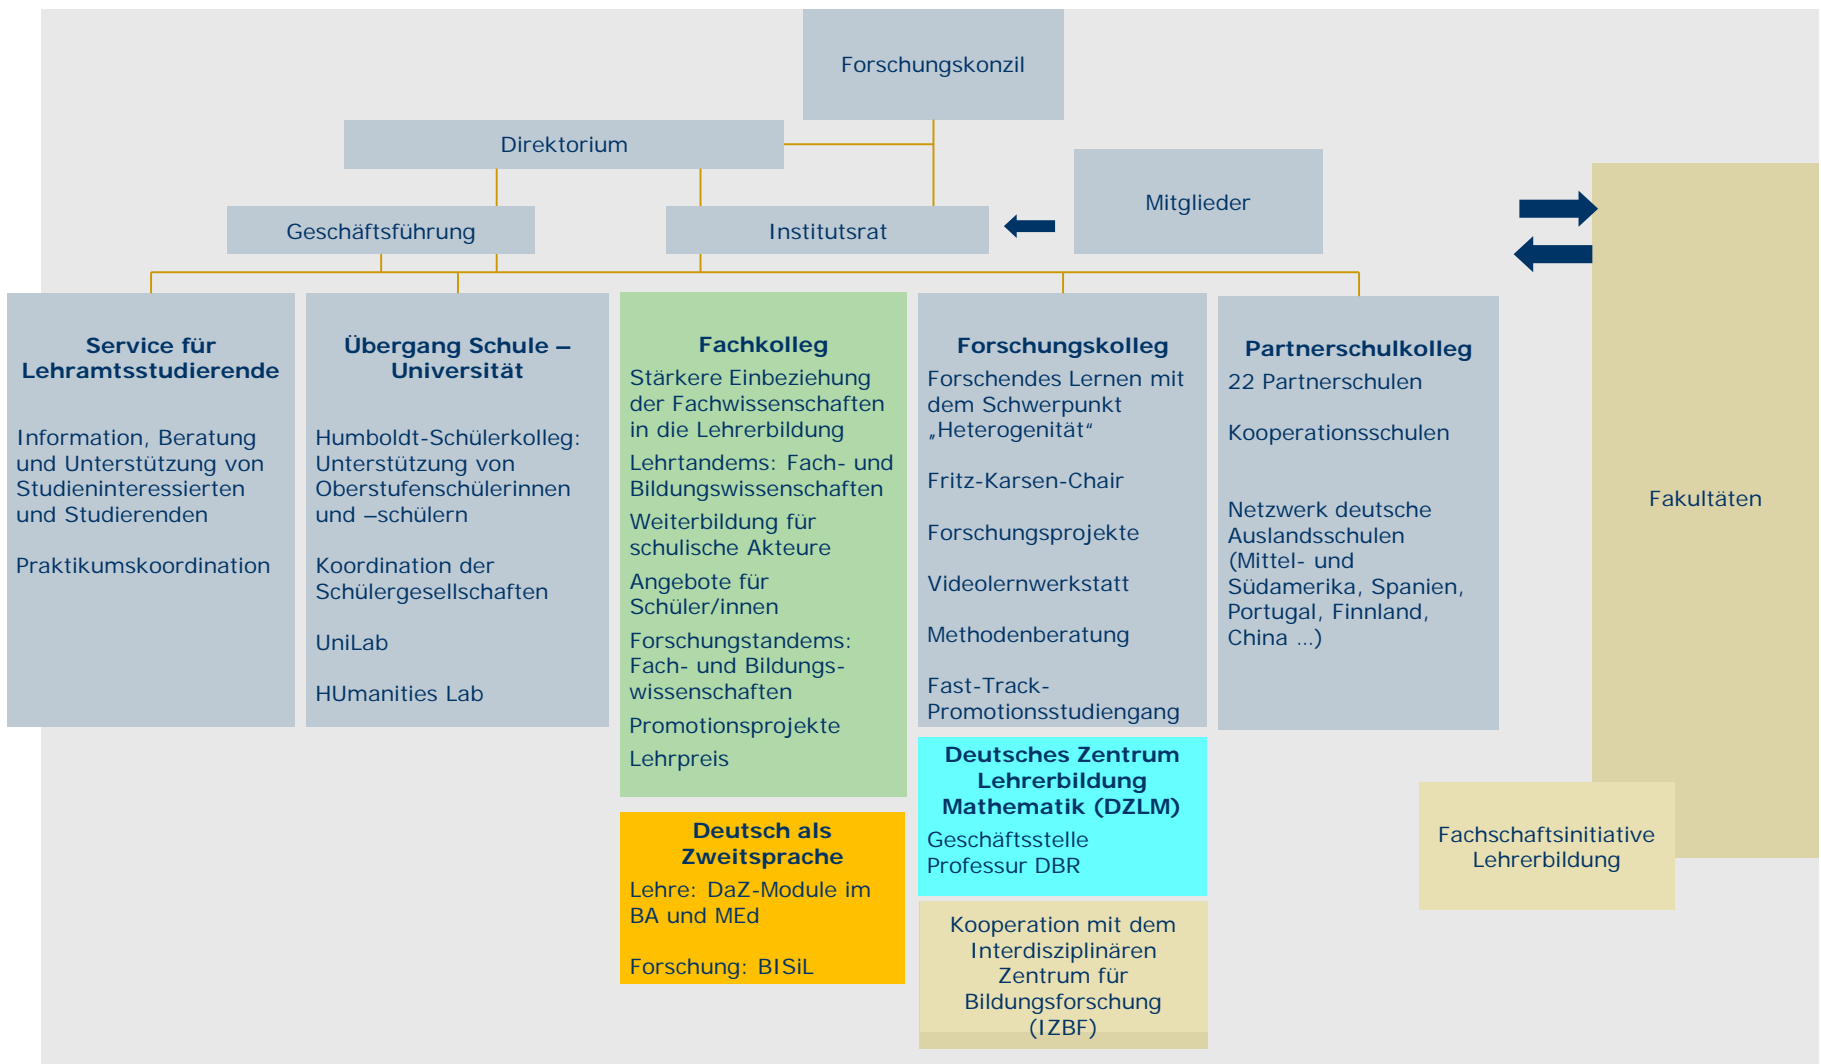 Forschungskonzil
Direktorium
Mitglieder
Geschäftsführung
Institutsrat
Service für
Lehramtsstudierende
Information, Beratung
und Unterstützung von
Studieninteressierten
und Studierenden
Praktikumskoordination
Übergang Schule –
Universität
Humboldt-Schülerkolleg:
Unterstützung von
Oberstufenschülerinnen
und –schülern
Koordination der
Schülergesellschaften
UniLab
HUmanities Lab
Fachkolleg
Stärkere Einbeziehung
der Fachwissenschaften
in die Lehrerbildung
Lehrtandems: Fach- und
Bildungswissenschaften
Weiterbildung für
schulische Akteure
Angebote für
Schüler/innen
Forschungstandems:
Fach- und Bildungs-
wissenschaften
Promotionsprojekte
Lehrpreis
Deutsch als
Zweitsprache
Lehre: DaZ-Module im
BA und MEd
Forschung: BISiL
Forschungskolleg
Forschendes Lernen mit
dem Schwerpunkt
„Heterogenität“
Fritz-Karsen-Chair
Forschungsprojekte
Videolernwerkstatt
Methodenberatung
Fast-Track-
Promotionsstudiengang
Deutsches Zentrum
Lehrerbildung
Mathematik (DZLM)
Geschäftsstelle
Professur DBR
Kooperation mit dem
Interdisziplinären
Zentrum für
Bildungsforschung
(IZBF)
Partnerschulkolleg
22 Partnerschulen
Kooperationsschulen
Netzwerk deutsche
Auslandsschulen
(Mittel- und
Südamerika, Spanien,
Portugal, Finnland,
China …)
Fakultäten
Fachschaftsinitiative
Lehrerbildung